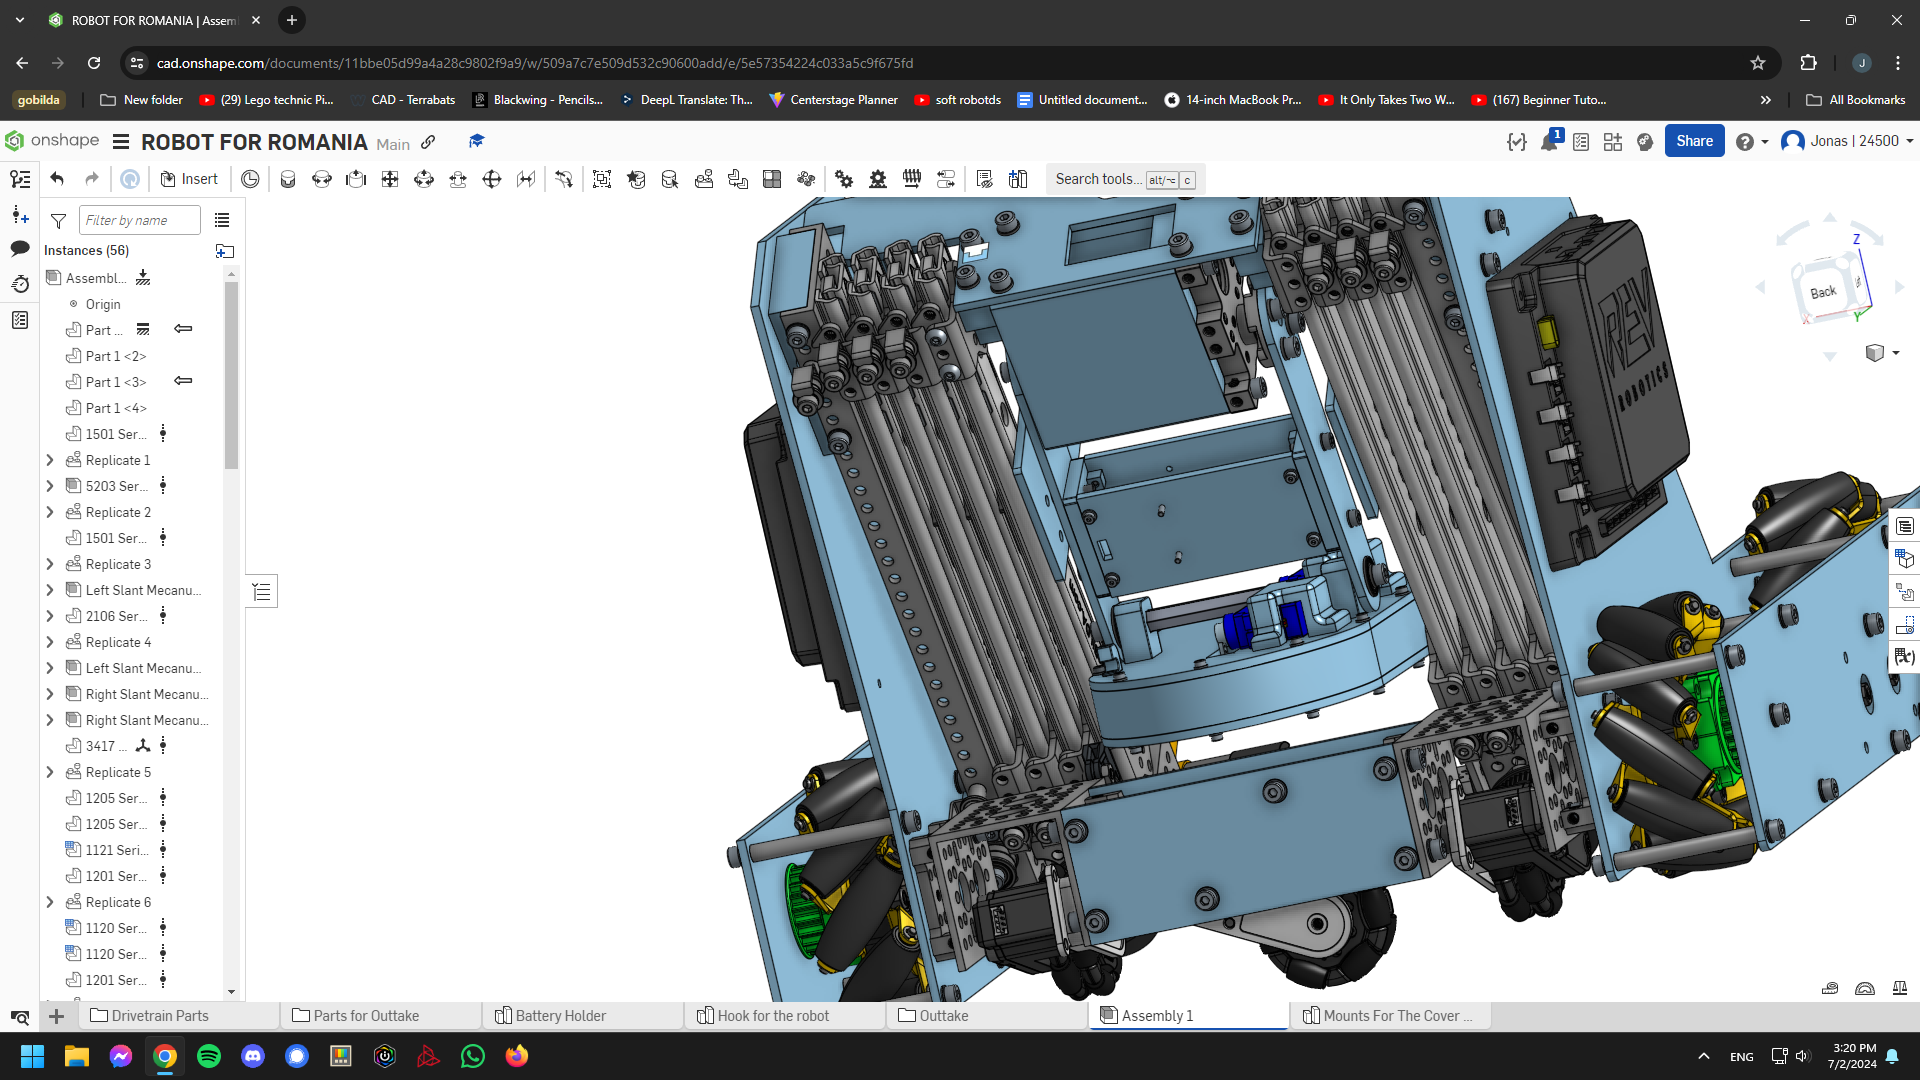 ROBOT FOR ROMANIA | Assem
cad.onshape.com/documents/11bbe05d99a4a28c9802f9a9/w/509a7c7e509d532c90600add/e/5e57354224c033a5c9f675fd
J
gobilda
New folder
(29) Lego technic Pi...
CAD - Terrabats
Blackwing - Pencils...
DeepL Translate: Th...
Centerstage Planner
soft robotds
Untitled document...
14-inch MacBook Pr...
It Only Takes Two W...
(167) Beginner Tuto...
All Bookmarks
onshape
ROBOT FOR ROMANIA
Main
1
Share
Jonas | 24500
Insert
Search tools...
alt/⌥
c
Filter by name
Instances (56)
Assembl...
Origin
Part ...
Part 1 <2>
Part 1 <3>
Part 1 <4>
1501 Ser...
Replicate 1
5203 Ser...
Replicate 2
1501 Ser...
Replicate 3
Left Slant Mecanu...
2106 Ser...
Replicate 4
Left Slant Mecanu...
Right Slant Mecanu...
Right Slant Mecanu...
3417 ...
Replicate 5
1205 Ser...
1205 Ser...
1121 Seri...
1201 Ser...
Replicate 6
1120 Ser...
1120 Ser...
1201 Ser...
Z
Back
X
Y
REV
ROBOTICS
Drivetrain Parts
Parts for Outtake
Battery Holder
Hook for the robot
Outtake
Assembly 1
Mounts For The Cover ...
ENG
3:20 PM
7/2/2024